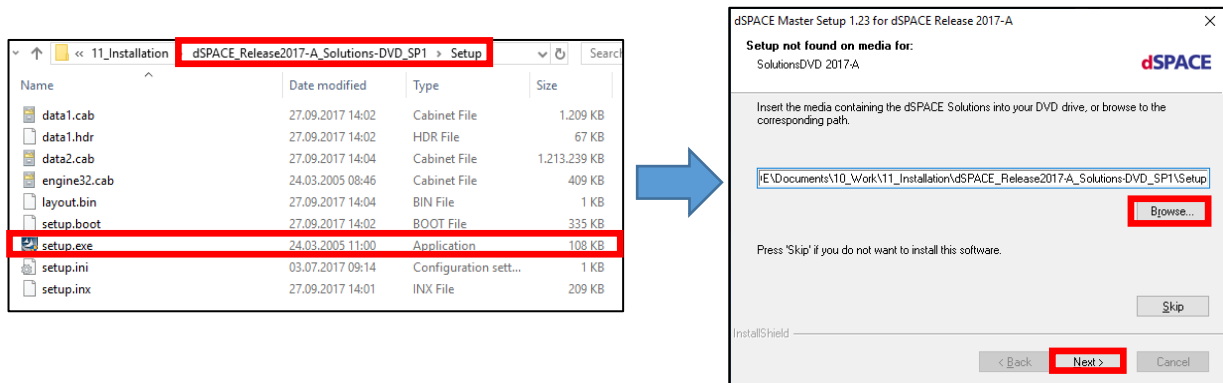 « 11_Installation dSPACE_Release2017-A_Solutions-DVD_SP1 > Setup Search
Name Date modified Type Size
data1.cab 27.09.2017 14:02 Cabinet File 1.209 KB
data1.hdr 27.09.2017 14:02 HDR File 67 KB
data2.cab 27.09.2017 14:04 Cabinet File 1.213.239 KB
engine32.cab 24.03.2005 08:46 Cabinet File 409 KB
layout.bin 27.09.2017 14:04 BIN File 1 KB
setup.boot 27.09.2017 14:02 BOOT File 335 KB
setup.exe 24.03.2005 11:00 Application 108 KB
setup.ini 03.07.2017 09:14 Configuration sett... 1 KB
setup.inx 27.09.2017 14:01 INX File 209 KB
dSPACE Master Setup 1.23 for dSPACE Release 2017-A
Setup not found on media for:
SolutionsDVD 2017-A
dSPACE
Insert the media containing the dSPACE Solutions into your DVD drive, or browse to the
corresponding path.
E\Documents\10_Work\11_Installation\dSPACE_Release2017-A_Solutions-DVD_SP1\Setup
Browse...
Press 'Skip' if you do not want to install this software.
Skip
InstallShield
< Back Next > Cancel